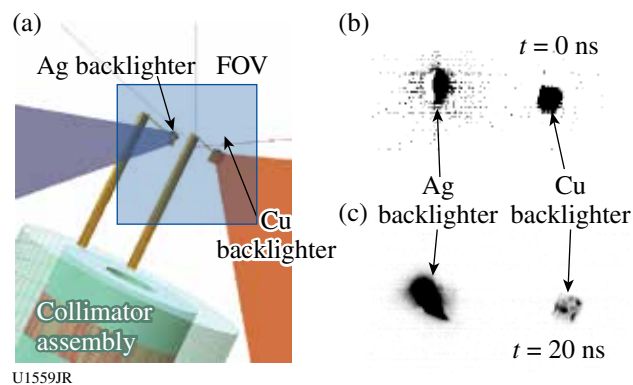 (a)
Ag backlighter
FOV
Cu
backlighter
Collimator
assembly
U1559JR
(b)
t = 0 ns
Ag
backlighter
Cu
backlighter
(c)
t = 20 ns